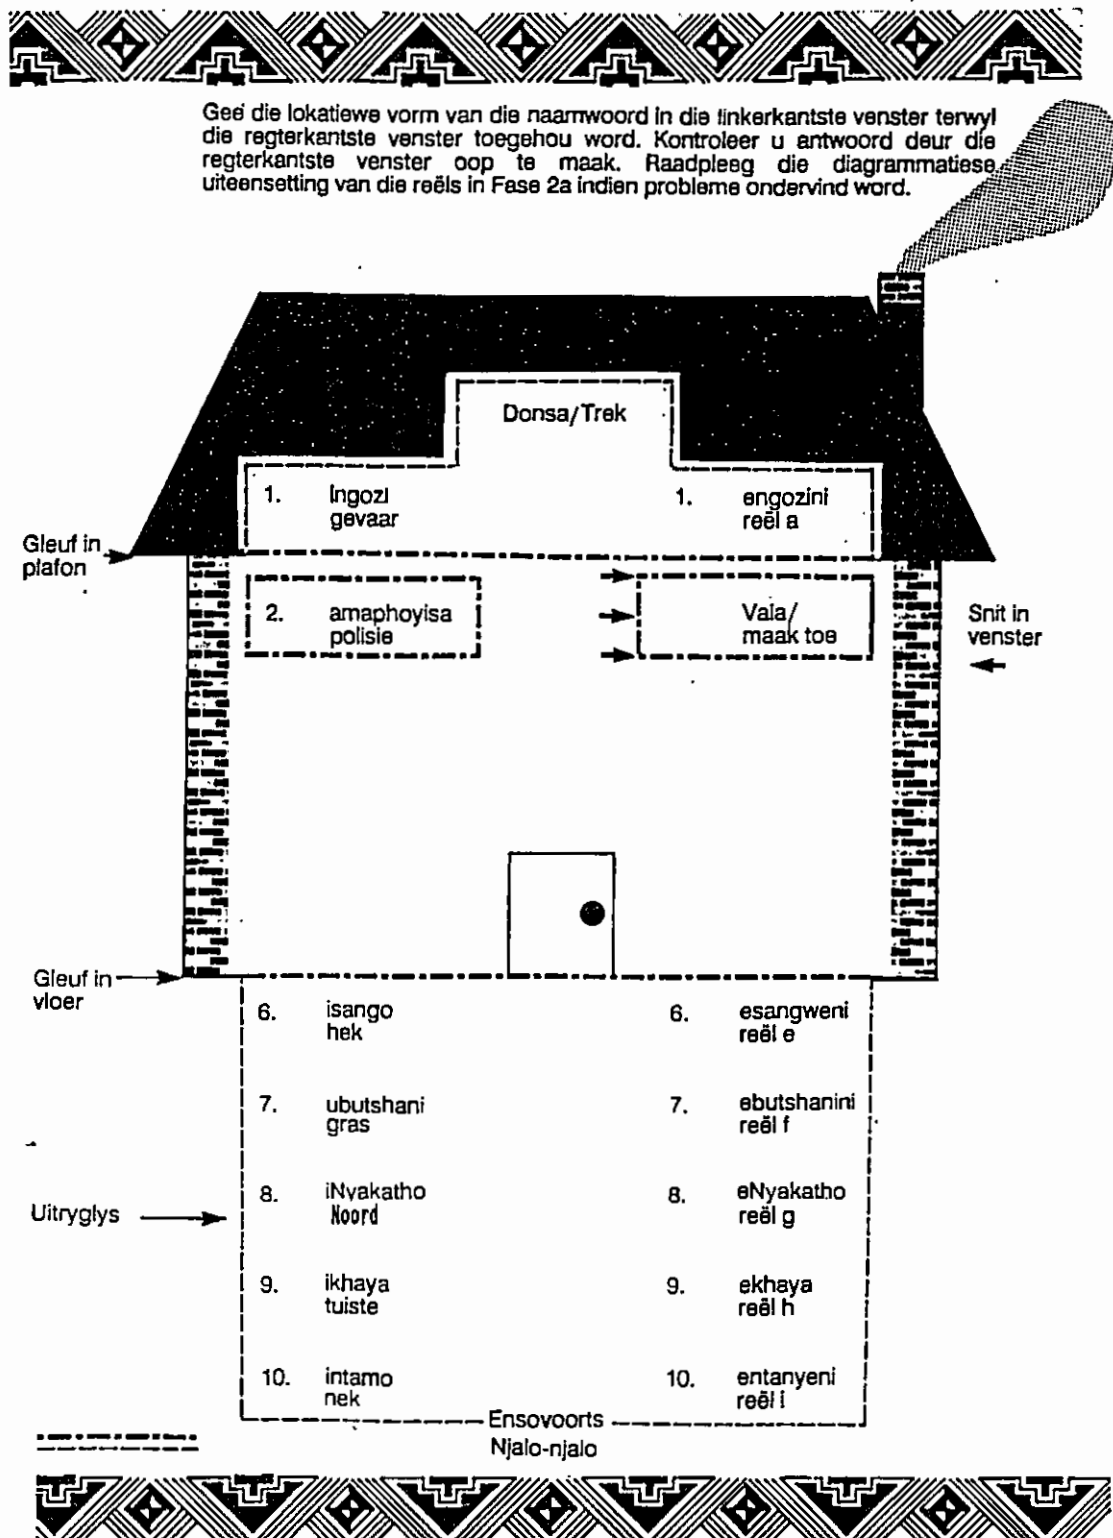 Gee die lokatiewe vorm van die naamwoord in die linkerkantste venster terwyl
die regterkantste venster toegehou word. Kontroleer u antwoord deur die
regterkantste venster oop te maak. Raadpleeg die diagrammatiese
uiteensetting van die reëls in Fase 2a indien probleme ondervind word.
Donsa/Trek
1. ingozi 1. engozini
gevaar reël a
Gleuf in
plafon
2. amaphoyisa Vala/
polisie maak toe
Snit in
venster
Gleuf in
vloer
6. isango 6. esangweni
hek reël e
7. ubutshani 7. ebutshanini
gras reël f
8. iNyakatho 8. eNyakatho
Noord reël g
Uitryglys
9. ikhaya 9. ekhaya
tuiste reël h
10. intamo 10. entanyeni
nek reël i
Ensovoorts
Njalo-njalo